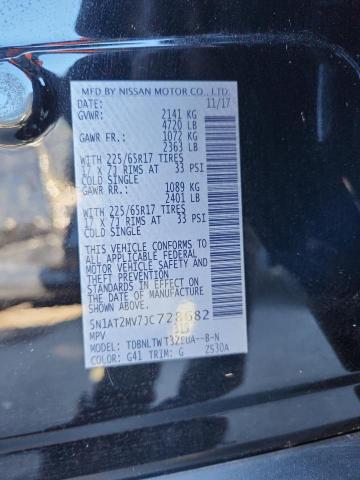 MFD BY NISSAN MOTOR CO., LTD.
DATE: 11/17
GVWR: 2141 KG
4720 LB
GAWR FR.: 1072 KG
2363 LB
WITH 225/65R17 TIRES
17 X 7J RIMS AT 33 PSI
COLD SINGLE
GAWR RR.: 1089 KG
2401 LB
WITH 225/65R17 TIRES
17 X 7J RIMS AT 33 PSI
COLD SINGLE
THIS VEHICLE CONFORMS TO
ALL APPLICABLE FEDERAL
MOTOR VEHICLE SAFETY
AND THEFT PREVENTION
STANDARDS IN EFFECT ON
THE DATE OF MANUFACTURE
SHOWN ABOVE.
5N1AT2MV7JC728682
MPV
MODEL:
COLOR: G41 TRIM: G 2530A